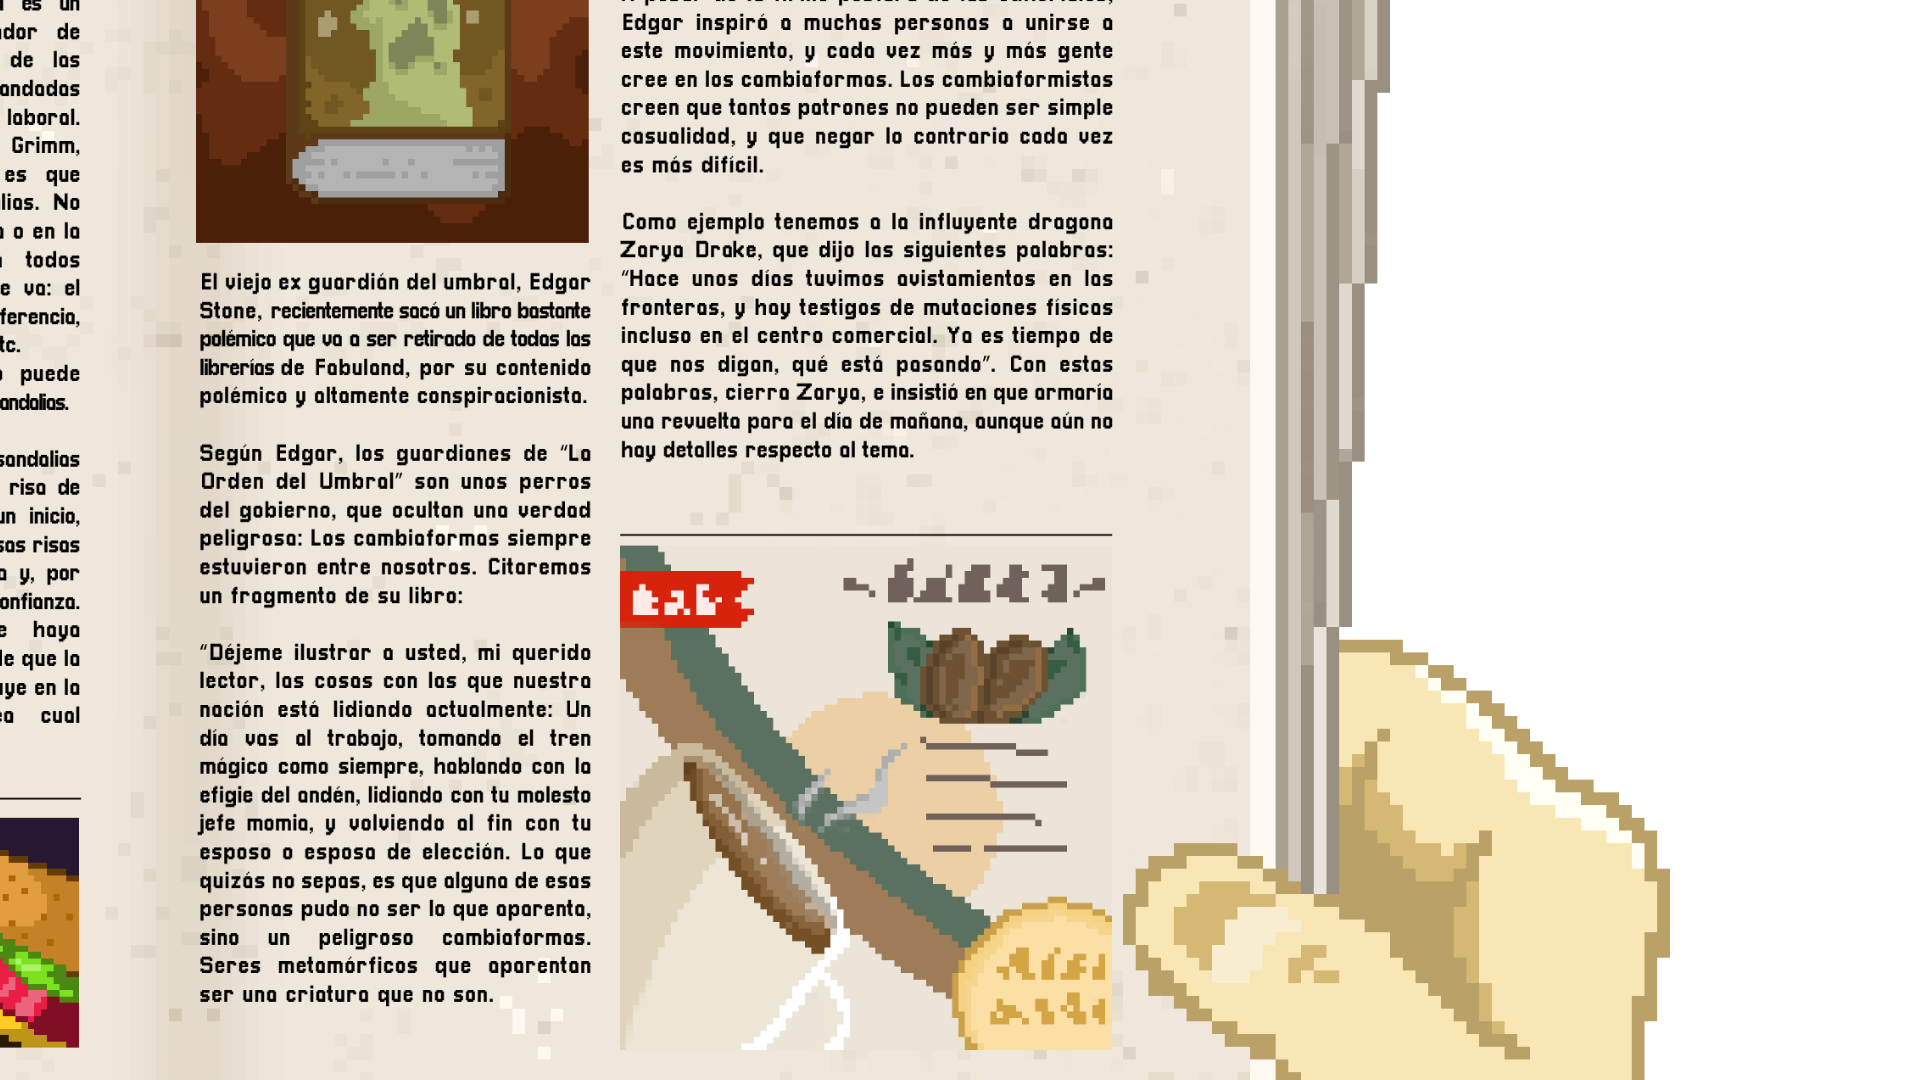 es un
ador de
de las
andadas
laboral.
Grimm,
es que
lias. No
a o en la
todos
e va: el
ferencia,
tc.
puede
andalias.
sandalias
risa de
un inicio,
sas risas
a y, por
onfianza.
e haya
de que la
uye en la
ea cual
El viejo ex guardián del umbral, Edgar
Stone, recientemente sacó un libro bastante
polémico que va a ser retirado de todas las
librerías de Fabuland, por su contenido
polémico y altamente conspiracionista.
Según Edgar, los guardianes de “La
Orden del Umbral” son unos perros
del gobierno, que ocultan una verdad
peligrosa: Los cambiaformas siempre
estuvieron entre nosotros. Citaremos
un fragmento de su libro:
“Déjeme ilustrar a usted, mi querido
lector, las cosas con las que nuestra
nación está lidiando actualmente: Un
día vas al trabajo, tomando el tren
mágico como siempre, hablando con la
efigie del andén, lidiando con tu molesto
jefe momia, y volviendo al fin con tu
esposo o esposa de elección. Lo que
quizás no sepas, es que alguna de esas
personas pudo no ser lo que aparenta,
sino un peligroso cambiaformas.
Seres metamórficos que aparentan
ser una criatura que no son.
Edgar inspiró a muchas personas a unirse a
este movimiento, y cada vez más y más gente
cree en los cambiaformas. Los cambiaformistas
creen que tantos patrones no pueden ser simple
casualidad, y que negar lo contrario cada vez
es más difícil.
Como ejemplo tenemos a la influyente dragona
Zarya Drake, que dijo las siguientes palabras:
“Hace unos días tuvimos avistamientos en las
fronteras, y hay testigos de mutaciones físicas
incluso en el centro comercial. Ya es tiempo de
que nos digan, qué está pasando”. Con estas
palabras, cierra Zarya, e insistió en que armaría
una revuelta para el día de mañana, aunque aún no
hay detalles respecto al tema.